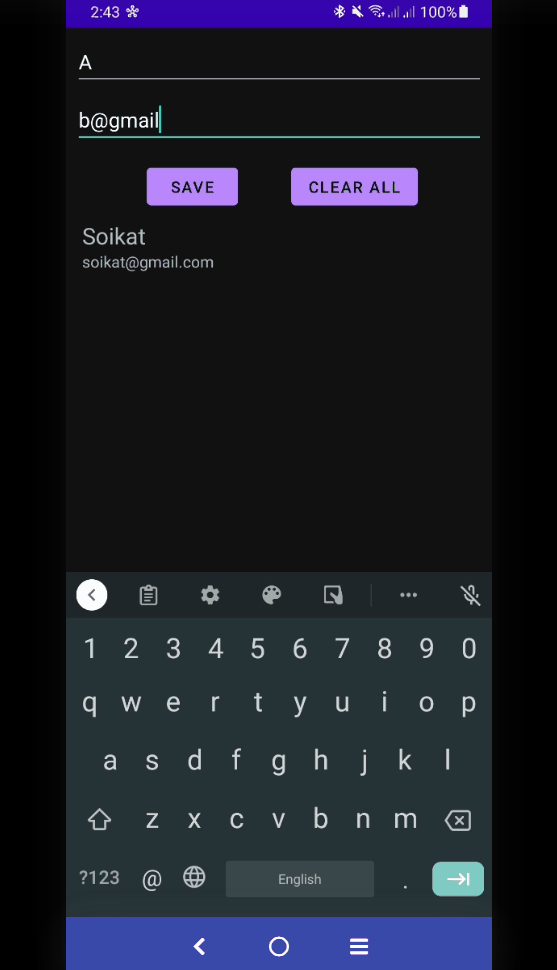 2:43 100%
A
b@gmail
SAVE CLEAR ALL
Soikat
soikat@gmail.com
1 2 3 4 5 6 7 8 9 0
q w e r t y u i o p
a s d f g h j k l
z x c v b n m
?123 @ English .